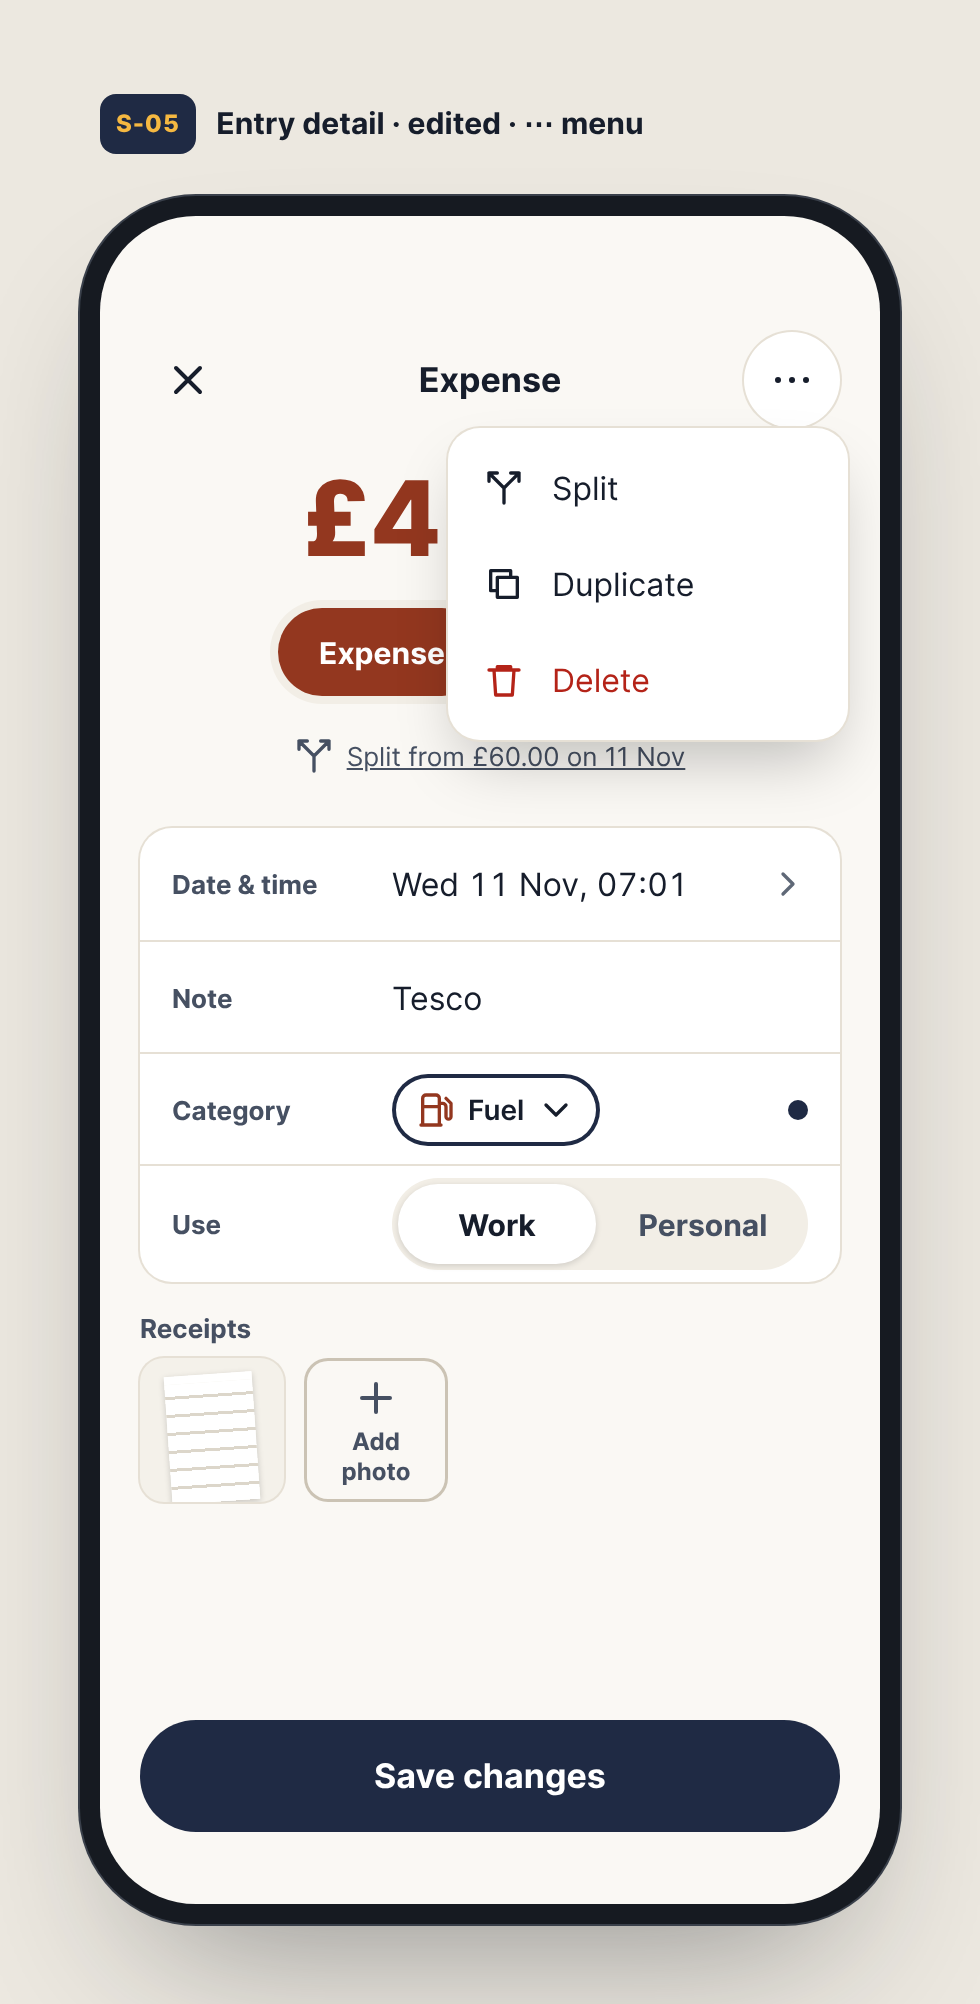 S-05 Entry detail · edited · ··· menu
Expense
£4
Split
Duplicate
Expense
Delete
Split from £60.00 on 11 Nov
Date & time Wed 11 Nov, 07:01
Note Tesco
Category Fuel
Use Work Personal
Receipts
Add
photo
Save changes